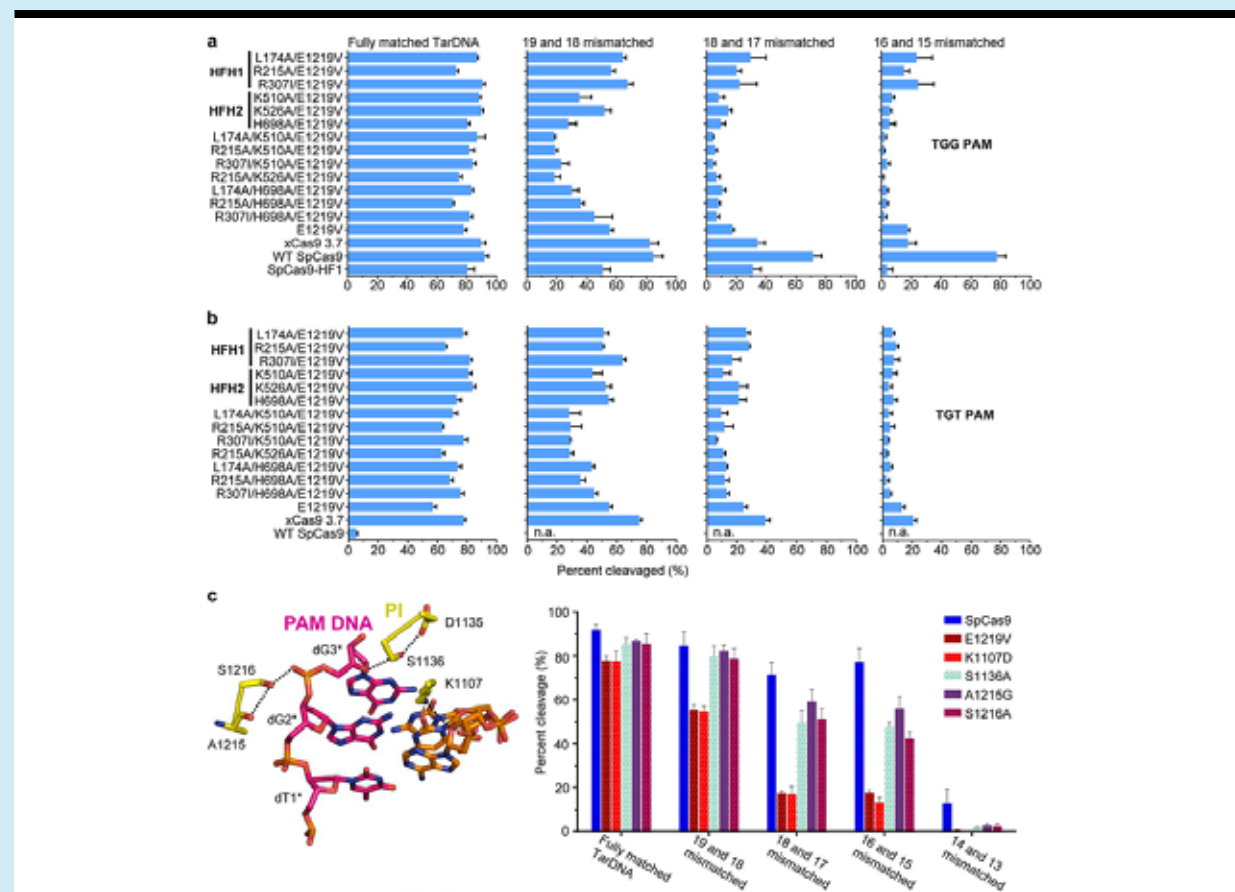 a
Fully matched TarDNA
19 and 18 mismatched
18 and 17 mismatched
16 and 15 mismatched
HFH1
L174A/E1219V
R215A/E1219V
R307I/E1219V
HFH2
K510A/E1219V
K526A/E1219V
H698A/E1219V
L174A/K510A/E1219V
R215A/K510A/E1219V
R307I/K510A/E1219V
R215A/K526A/E1219V
L174A/H698A/E1219V
R215A/H698A/E1219V
R307I/H698A/E1219V
E1219V
xCas9 3.7
WT SpCas9
SpCas9-HF1
TGG PAM
0 20 40 60 80 100
0 20 40 60 80 100
0 20 40 60 80 100
0 20 40 60 80 100
b
HFH1
L174A/E1219V
R215A/E1219V
R307I/E1219V
HFH2
K510A/E1219V
K526A/E1219V
H698A/E1219V
L174A/K510A/E1219V
R215A/K510A/E1219V
R307I/K510A/E1219V
R215A/K526A/E1219V
L174A/H698A/E1219V
R215A/H698A/E1219V
R307I/H698A/E1219V
E1219V
xCas9 3.7
WT SpCas9
n.a.
n.a.
n.a.
TGT PAM
0 20 40 60 80 100
0 20 40 60 80 100
0 20 40 60 80 100
0 20 40 60 80 100
Percent cleavaged (%)
c
PAM DNA
PI
D1135
dG3*
S1136
S1216
K1107
dG2*
A1215
dT1*
Percent cleavage (%)
100
80
60
40
20
0
SpCas9
E1219V
K1107D
S1136A
A1215G
S1216A
Fully matched
TarDNA
19 and 18
mismatched
18 and 17
mismatched
16 and 15
mismatched
14 and 13
mismatched